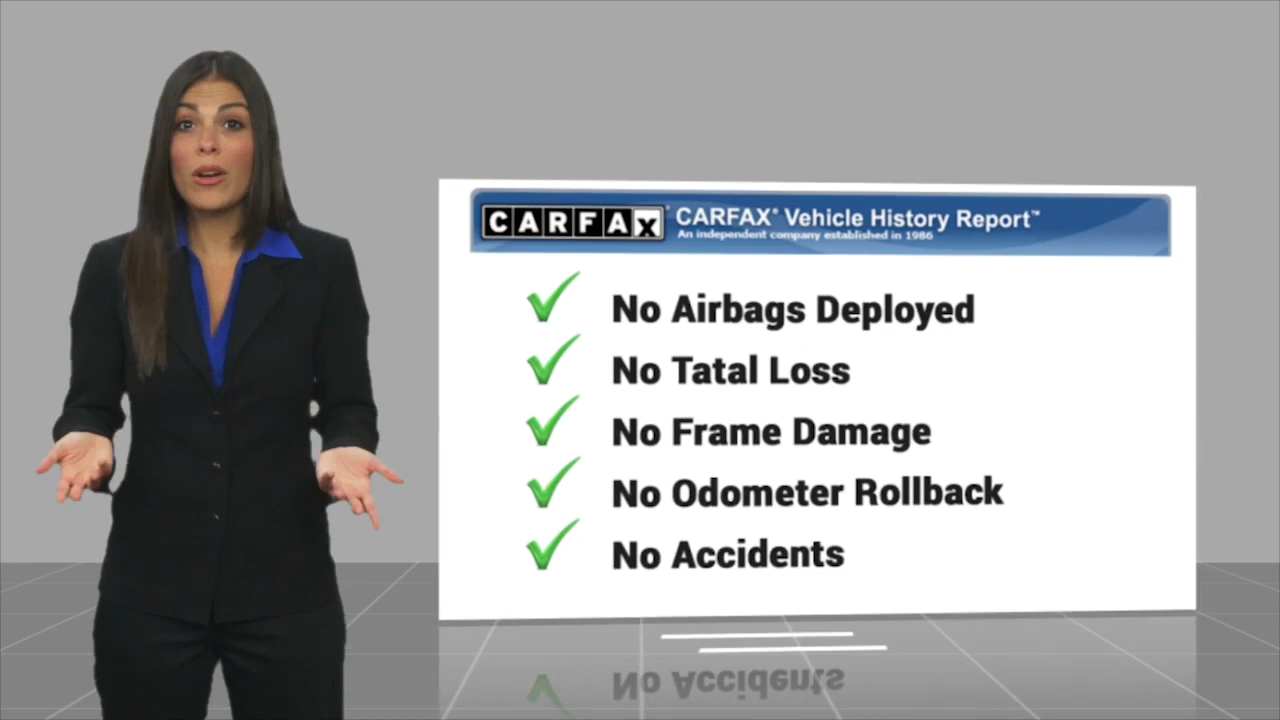 CARFAX
CARFAX® Vehicle History Report™
An independent company established in 1986
No Airbags Deployed
No Tatal Loss
No Frame Damage
No Odometer Rollback
No Accidents
No Accidents